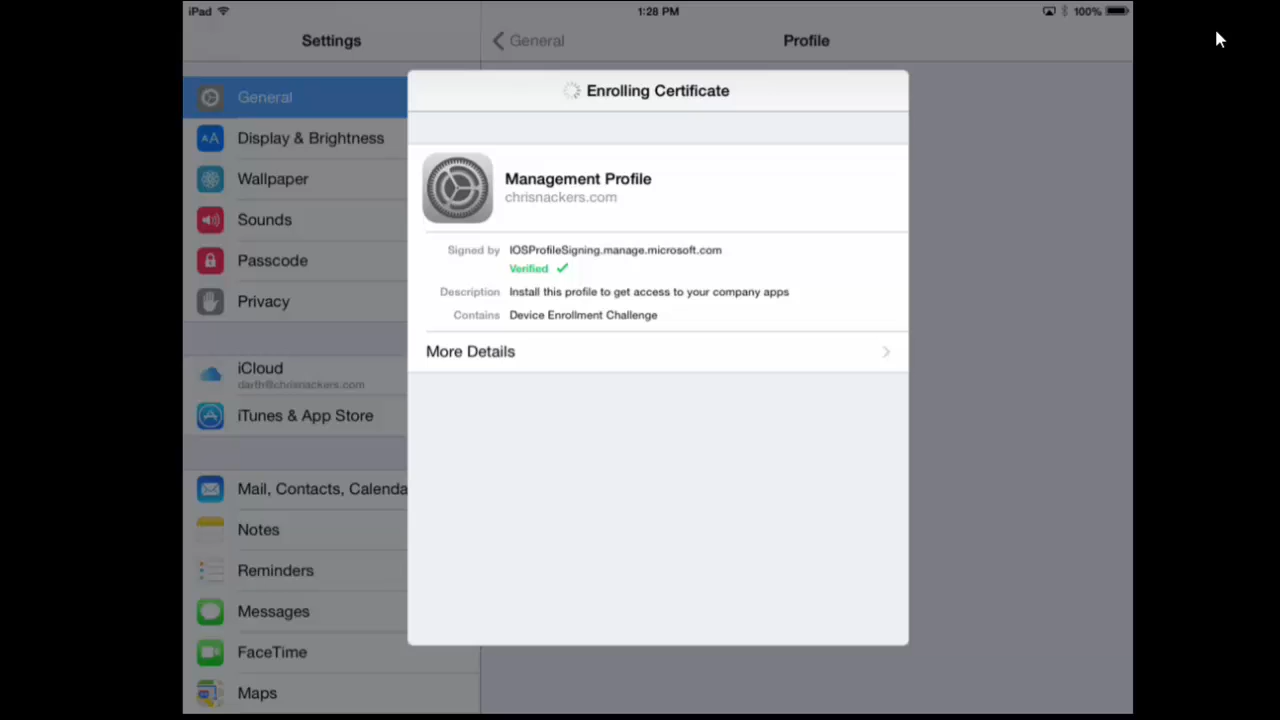 iPad
1:28 PM
100%
Settings
General
Profile
General
Display & Brightness
Wallpaper
Sounds
Passcode
Privacy
iCloud
darth@chrisnackers.com
iTunes & App Store
Mail, Contacts, Calenda
Notes
Reminders
Messages
FaceTime
Maps
Enrolling Certificate
Management Profile
chrisnackers.com
Signed by IOSProfileSigning.manage.microsoft.com
Verified
Description Install this profile to get access to your company apps
Contains Device Enrollment Challenge
More Details